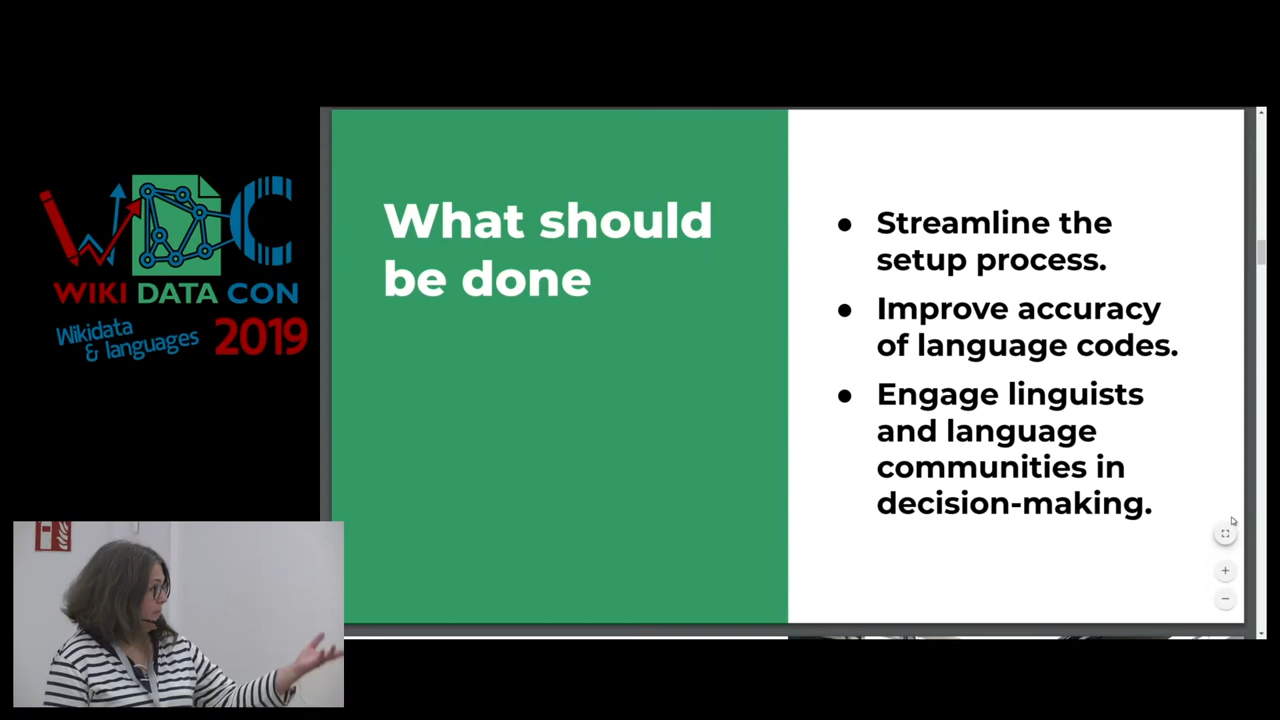 WDC
WIKI DATA CON
Wikidata
& languages
2019
What should
be done
● Streamline the
setup process.
● Improve accuracy
of language codes.
● Engage linguists
and language
communities in
decision-making.